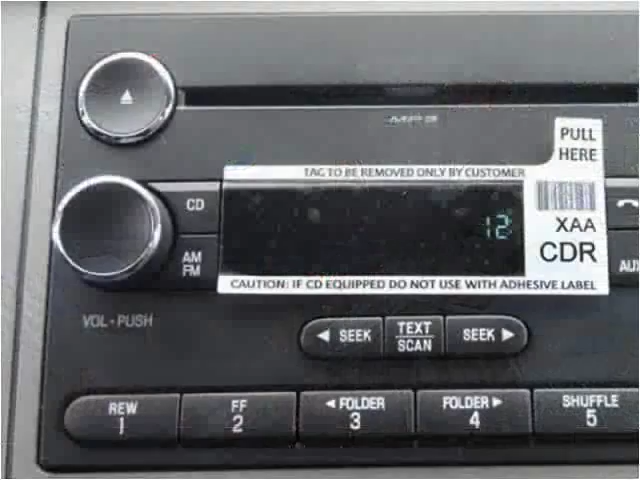 MP3
PULL
HERE
TAG TO BE REMOVED ONLY BY CUSTOMER
CD
12
XAA
CDR
AM
FM
AUX
CAUTION: IF CD EQUIPPED DO NOT USE WITH ADHESIVE LABEL
VOL - PUSH
◄ SEEK
TEXT
SCAN
SEEK ►
REW
1
FF
2
◄ FOLDER
3
FOLDER ►
4
SHUFFLE
5